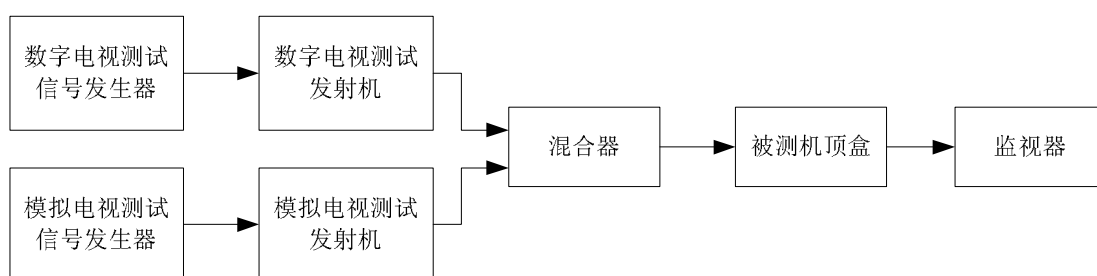 数字电视测试
信号发生器
数字电视测试
发射机
混合器
被测机顶盒
监视器
模拟电视测试
信号发生器
模拟电视测试
发射机